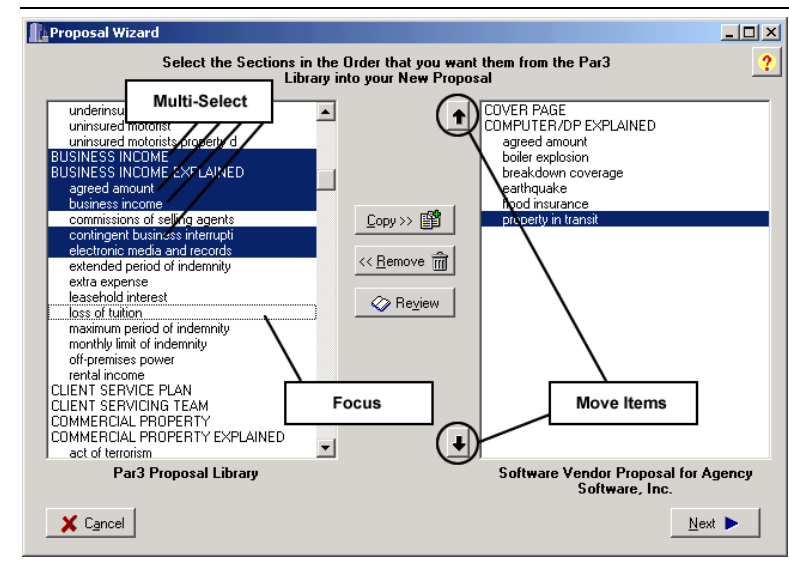 Proposal Wizard
Select the Sections in the Order that you want them from the Par3
Library into your New Proposal
?
Multi-Select
underinsu
uninsured motorist
uninsured motorists property d
BUSINESS INCOME
BUSINESS INCOME EXPLAINED
agreed amount
business income
commissions of selling agents
contingent business interrupti
electronic media and records
extended period of indemnity
extra expense
leasehold interest
loss of tuition
maximum period of indemnity
monthly limit of indemnity
off-premises power
rental income
CLIENT SERVICE PLAN
CLIENT SERVICING TEAM
COMMERCIAL PROPERTY
COMMERCIAL PROPERTY EXPLAINED
act of terrorism
Par3 Proposal Library
Copy >>
<< Remove
Review
Focus
COVER PAGE
COMPUTER/DP EXPLAINED
agreed amount
boiler explosion
breakdown coverage
earthquake
flood insurance
property in transit
Move Items
Software Vendor Proposal for Agency
Software, Inc.
Cancel
Next